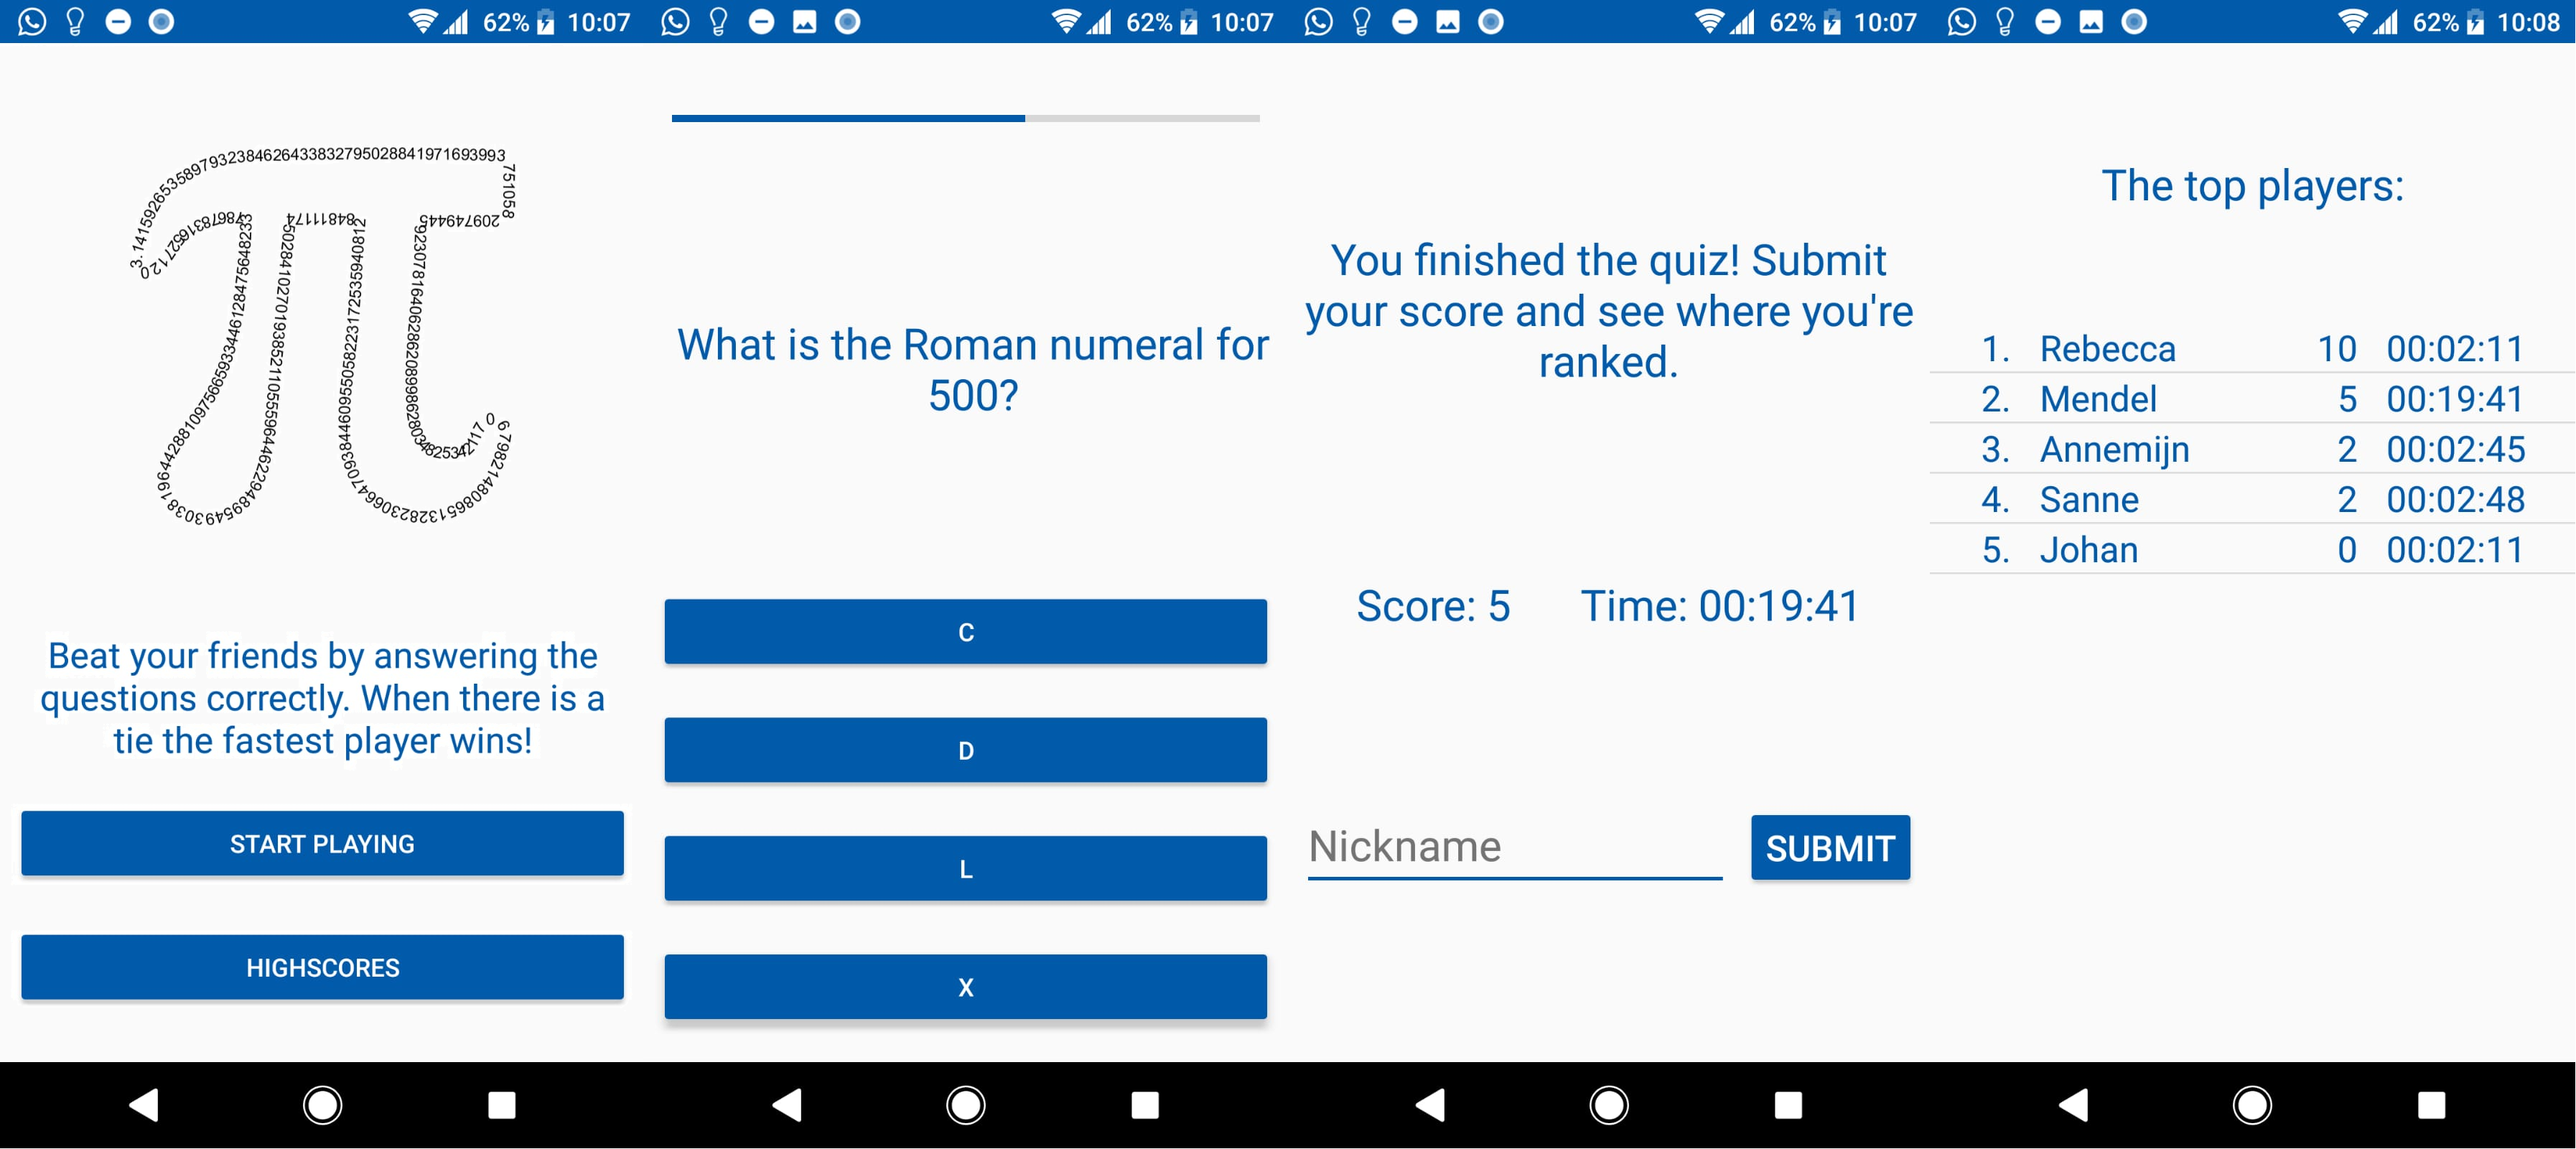 62% 10:07
Beat your friends by answering the
questions correctly. When there is a
tie the fastest player wins!
START PLAYING
HIGHSCORES
62% 10:07
What is the Roman numeral for
500?
C
D
L
X
62% 10:07
You finished the quiz! Submit
your score and see where you're
ranked.
Score: 5 Time: 00:19:41
Nickname SUBMIT
62% 10:08
The top players:
1. Rebecca 10 00:02:11
2. Mendel 5 00:19:41
3. Annemijn 2 00:02:45
4. Sanne 2 00:02:48
5. Johan 0 00:02:11